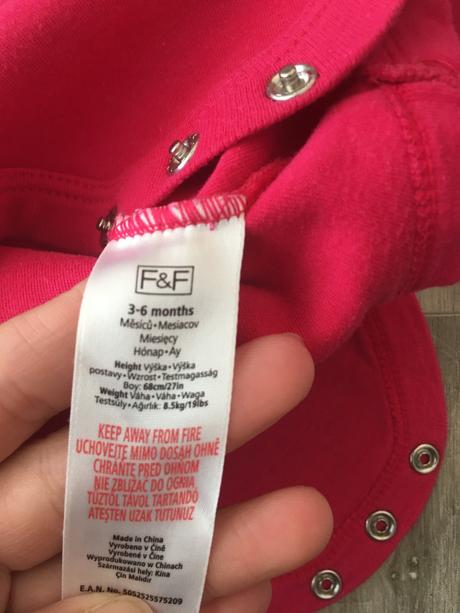 F&F
3-6 months
Měsíců•Mesiacov
Miesięcy
Hónap•Ay
Height Výška•Výška
postavy•Wzrost•Testmagasság
Boy: 68cm/27in
Weight Váha•Váha•Waga
Testsúly•Ağırlık: 8.5kg/19lbs
KEEP AWAY FROM FIRE
UCHOVEJTE MIMO DOSAH OHNĚ
CHRÁŇTE PRED OHŇOM
NIE ZBLIŻAĆ DO OGNIA
TŰZTŐL TÁVOL TARTANDÓ
ATEŞTEN UZAK TUTUNUZ
Made in China
Vyrobeno v Číně
Vyrobené v Číne
Wyprodukowano w Chinach
Származási hely: Kína
Çin Malıdır
E.A.N. No: 5052525575209